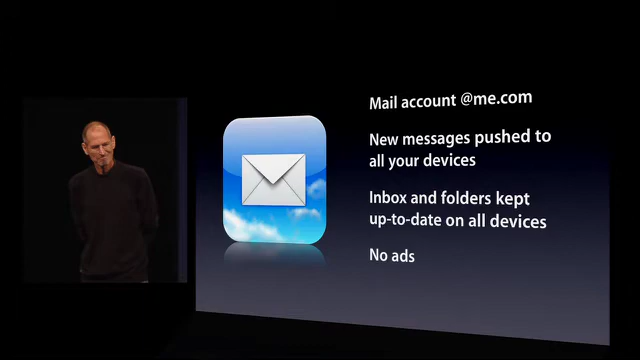 Mail account @me.com
New messages pushed to
all your devices
Inbox and folders kept
up-to-date on all devices
No ads